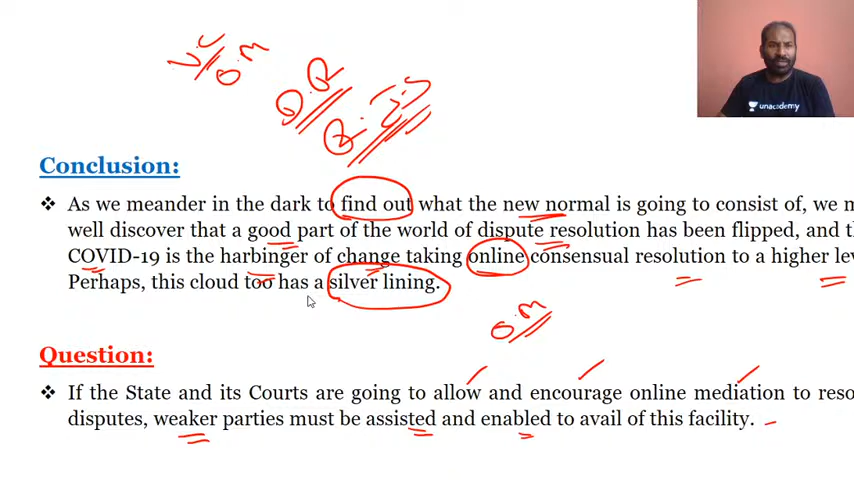 V.C
O.M
unacademy
Conclusion:
❖ As we meander in the dark to find out what the new normal is going to consist of, we m
well discover that a good part of the world of dispute resolution has been flipped, and
COVID-19 is the harbinger of change taking online consensual resolution to a higher
Perhaps, this cloud too has a silver lining.
O.M
Question:
❖ If the State and its Courts are going to allow and encourage online mediation to reso
disputes, weaker parties must be assisted and enabled to avail of this facility.